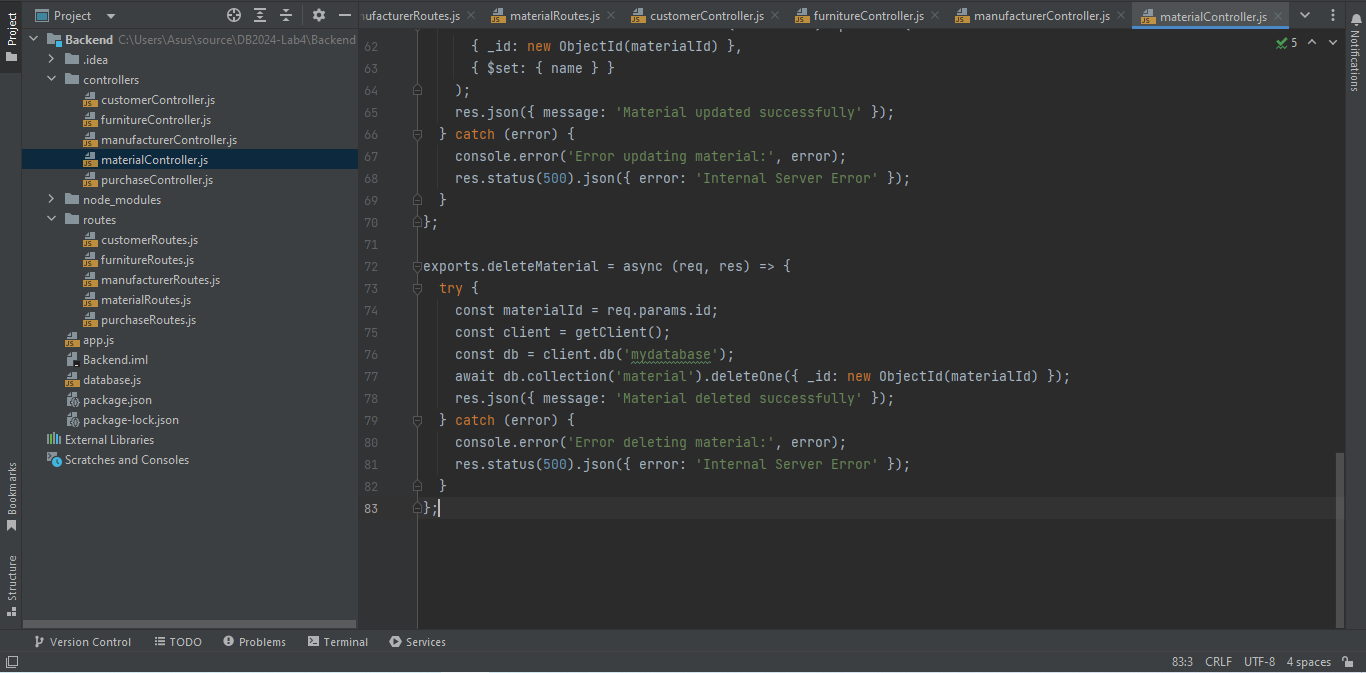 Project
ufacturerRoutes.js
materialRoutes.js
customerController.js
furnitureController.js
manufacturerController.js
materialController.js
Project
Bookmarks
Structure
Notifications
Backend C:\Users\Asus\source\DB2024-Lab4\Backend
.idea
controllers
customerController.js
furnitureController.js
manufacturerController.js
materialController.js
purchaseController.js
node_modules
routes
customerRoutes.js
furnitureRoutes.js
manufacturerRoutes.js
materialRoutes.js
purchaseRoutes.js
app.js
Backend.iml
database.js
package.json
package-lock.json
External Libraries
Scratches and Consoles
5
62 { _id: new ObjectId(materialId) },
63 { $set: { name } }
64 );
65 res.json({ message: 'Material updated successfully' });
66 } catch (error) {
67 console.error('Error updating material:', error);
68 res.status(500).json({ error: 'Internal Server Error' });
69 }
70 };
71
72 exports.deleteMaterial = async (req, res) => {
73 try {
74 const materialId = req.params.id;
75 const client = getClient();
76 const db = client.db('mydatabase');
77 await db.collection('material').deleteOne({ _id: new ObjectId(materialId) });
78 res.json({ message: 'Material deleted successfully' });
79 } catch (error) {
80 console.error('Error deleting material:', error);
81 res.status(500).json({ error: 'Internal Server Error' });
82 }
83 };
Version Control
TODO
Problems
Terminal
Services
83:3 CRLF UTF-8 4 spaces